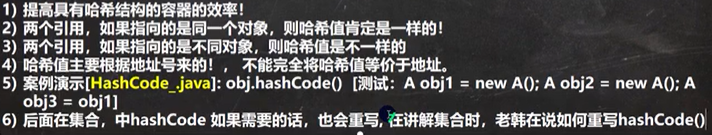 1) 提高具有哈希结构的容器的效率！
2) 两个引用，如果指向的是同一个对象，则哈希值肯定是一样的！
3) 两个引用，如果指向的是不同对象，则哈希值是不一样的
4) 哈希值主要根据地址号来的！， 不能完全将哈希值等价于地址。
5) 案例演示[HashCode_.java]: obj.hashCode() [测试：A obj1 = new A(); A obj2 = new A(); A
obj3 = obj1]
6) 后面在集合，中hashCode 如果需要的话，也会重写, 在讲解集合时，老韩在说如何重写hashCode()